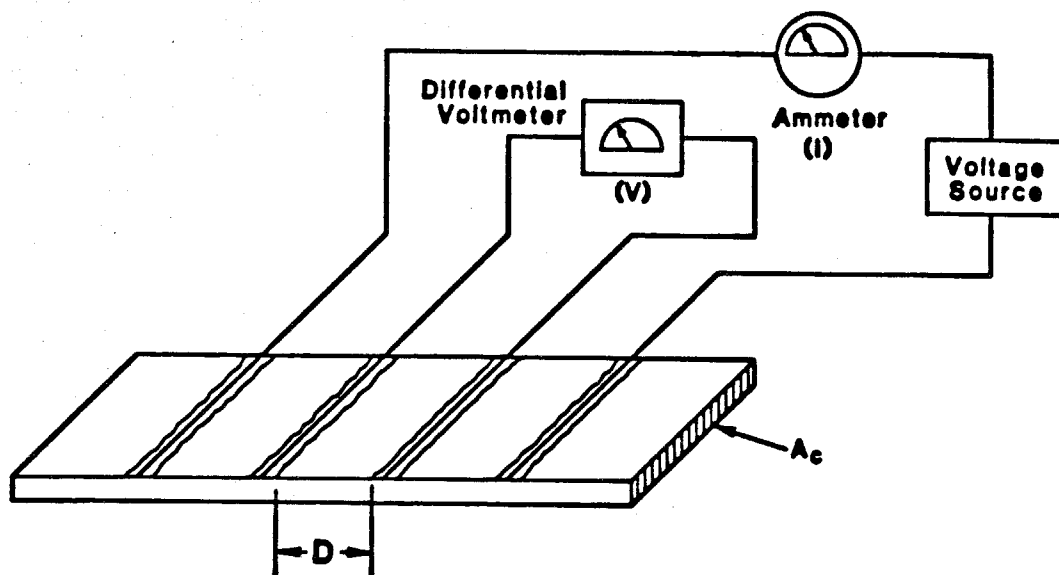 Differential
Voltmeter
(V)
Ammeter
(I)
Voltage
Source
Ac
D